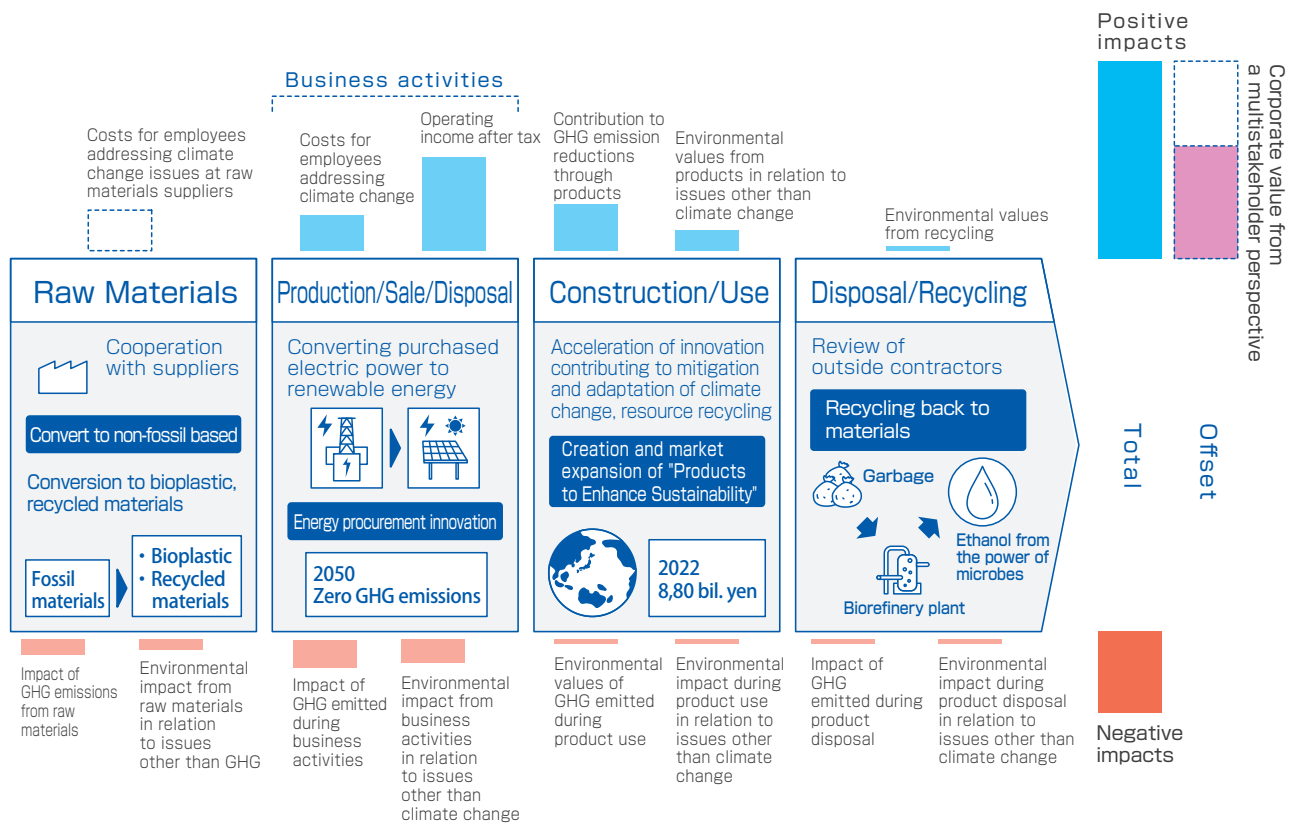 Positive
impacts
Corporate value from
a multistakeholder perspective
Business activities
Costs for employees
addressing climate
change issues at raw
materials suppliers
Costs for
employees
addressing
climate change
Operating
income after tax
Contribution to
GHG emission
reductions
through
products
Environmental
values from
products in relation to
issues other than
climate change
Environmental values
from recycling
Raw Materials
Cooperation
with suppliers
Convert to non-fossil based
Conversion to bioplastic,
recycled materials
Fossil
materials
・Bioplastic
・Recycled
materials
Production/Sale/Disposal
Converting purchased
electric power to
renewable energy
Energy procurement innovation
2050
Zero GHG emissions
Construction/Use
Acceleration of innovation
contributing to mitigation
and adaptation of climate
change, resource recycling
Creation and market
expansion of "Products
to Enhance Sustainability"
2022
8,80 bil. yen
Disposal/Recycling
Review of
outside contractors
Recycling back to
materials
Garbage
Ethanol from
the power of
microbes
Biorefinery plant
Total
Offset
Impact of
GHG emissions
from raw
materials
Environmental
impact from
raw materials
in relation
to issues
other than GHG
Impact of
GHG emitted
during
business
activities
Environmental
impact from
business
activities
in relation
to issues
other than
climate change
Environmental
values of
GHG emitted
during
product use
Environmental
impact during
product use
in relation to
issues other
than climate
change
Impact of
GHG
emitted during
product
disposal
Environmental
impact during
product disposal
in relation to
issues other than
climate change
Negative
impacts